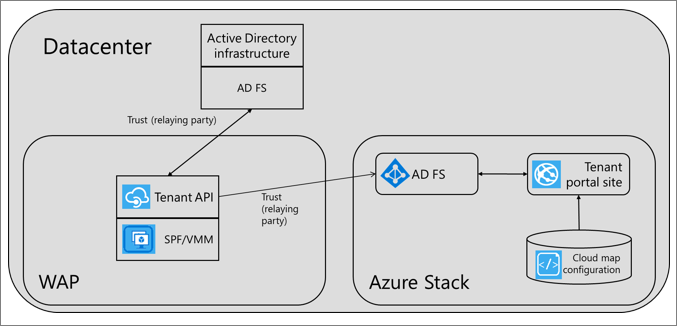 Datacenter
Active Directory
infrastructure
AD FS
Trust (relaying party)
Tenant API
SPF/VMM
WAP
Trust
(relaying
party)
AD FS
Tenant
portal site
Cloud map
configuration
Azure Stack